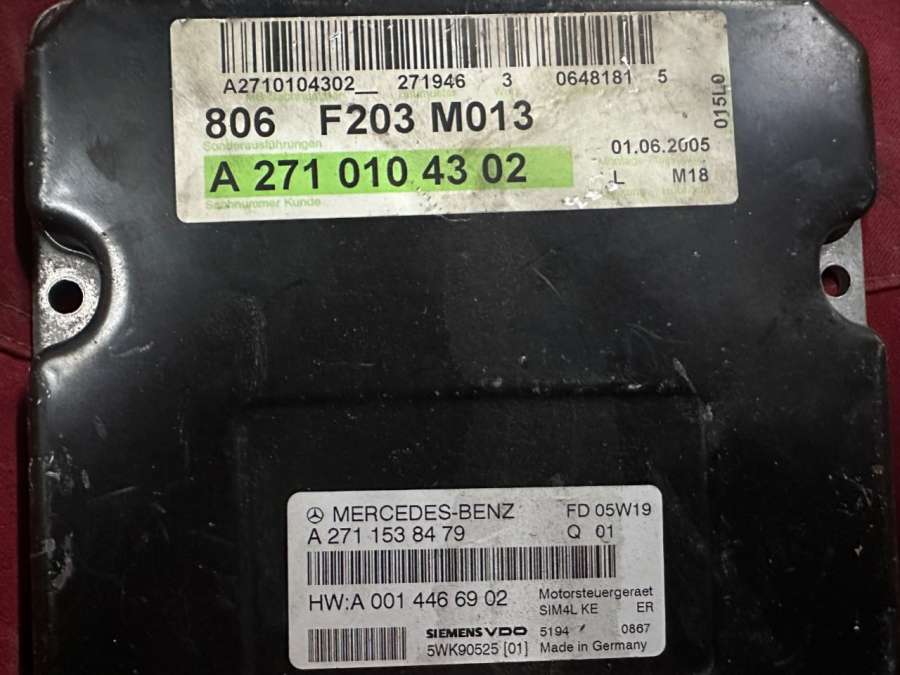 A2710104302__ 271946 3 0648181 5
015L0
806 F203 M013
Sonderausführungen
01.06.2005
A 271 010 43 02
L M18
Sachnummer Kunde
MERCEDES-BENZ FD 05W19
A 271 153 84 79 Q 01
HW:A 001 446 69 02
Motorsteuergeraet
SIM4L KE ER
SIEMENS VDO 5194 0867
5WK90525 [01] Made in Germany